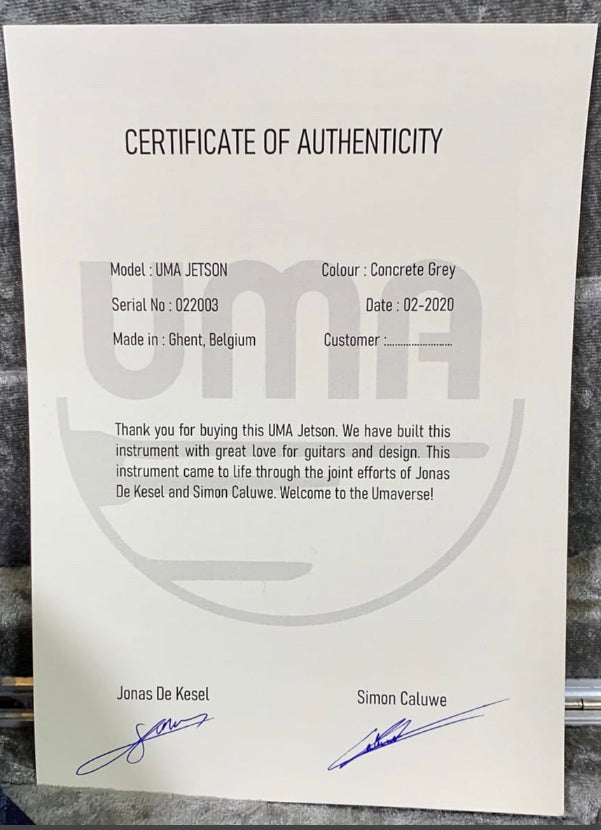 CERTIFICATE OF AUTHENTICITY
UMA
Model : UMA JETSON
Colour : Concrete Grey
Serial No : 022003
Date : 02-2020
Made in : Ghent, Belgium
Customer :........................
Thank you for buying this UMA Jetson. We have built this
instrument with great love for guitars and design. This
instrument came to life through the joint efforts of Jonas
De Kesel and Simon Caluwe. Welcome to the Umaverse!
Jonas De Kesel
Simon Caluwe